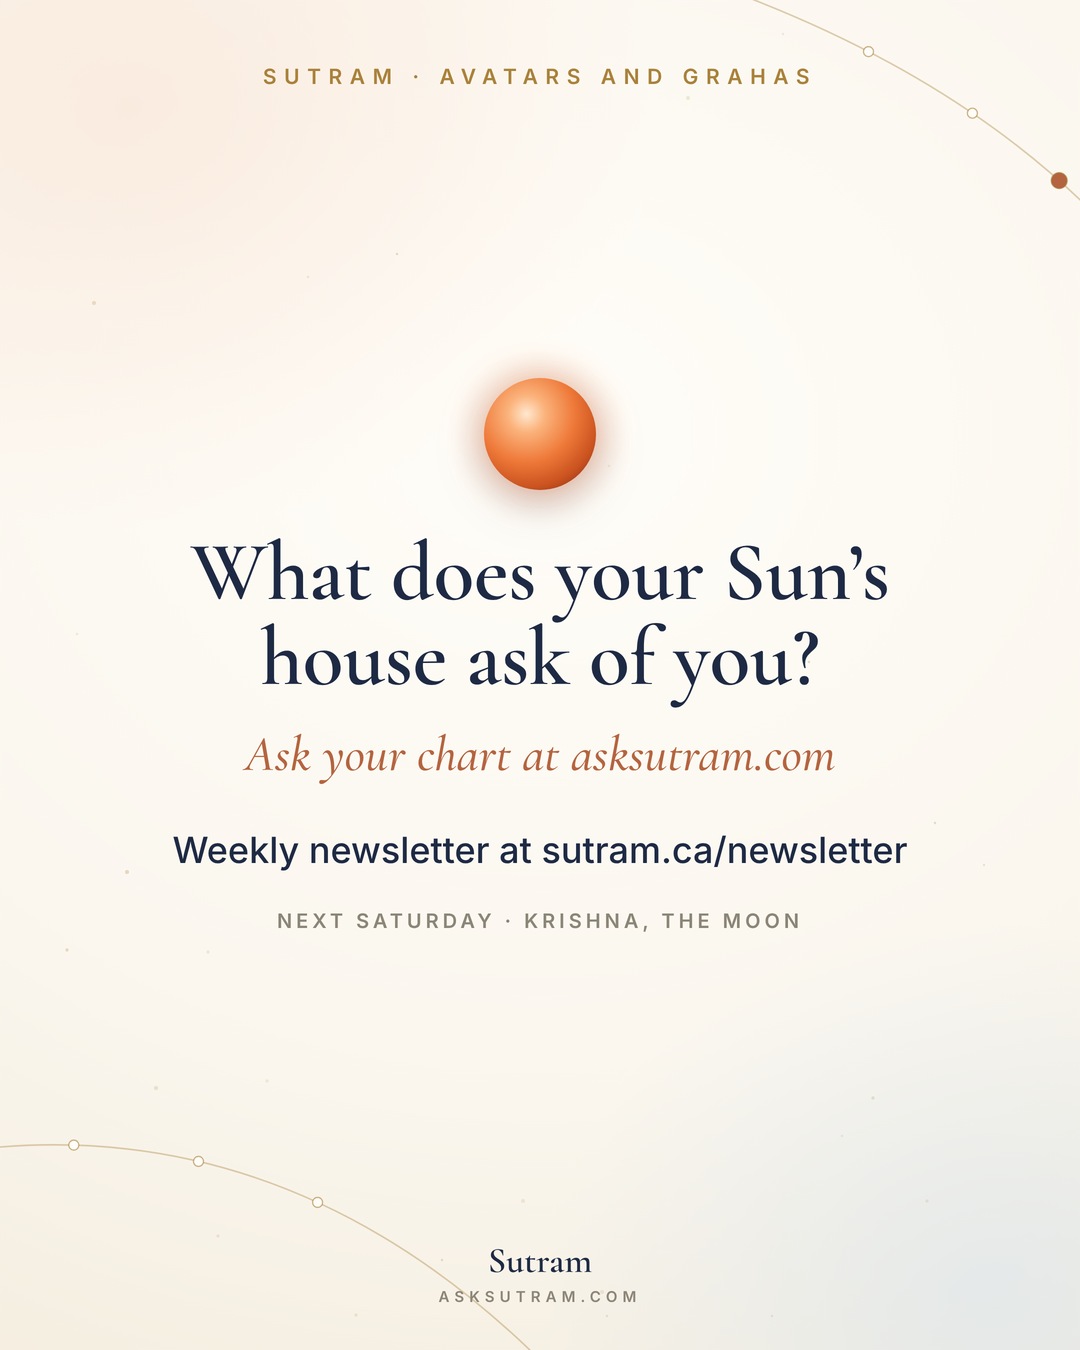 SUTRAM · AVATARS AND GRAHAS
What does your Sun’s
house ask of you?
Ask your chart at asksutram.com
Weekly newsletter at sutram.ca/newsletter
NEXT SATURDAY · KRISHNA, THE MOON
Sutram
ASKSUTRAM.COM